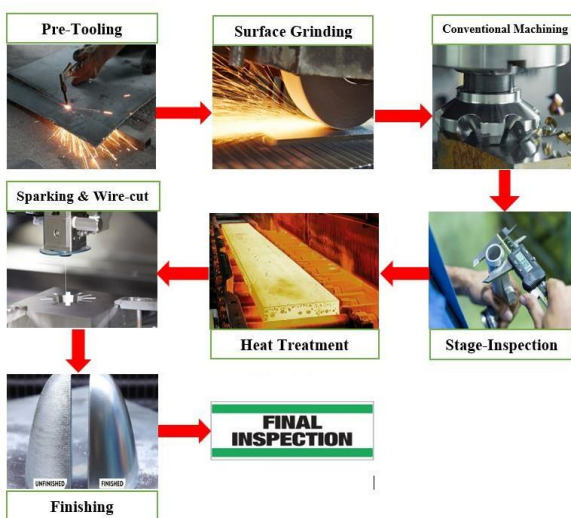 Pre-Tooling
Surface Grinding
Conventional Machining
Sparking & Wire-cut
Heat Treatment
Stage-Inspection
UNFINISHED
FINISHED
Finishing
FINAL
INSPECTION